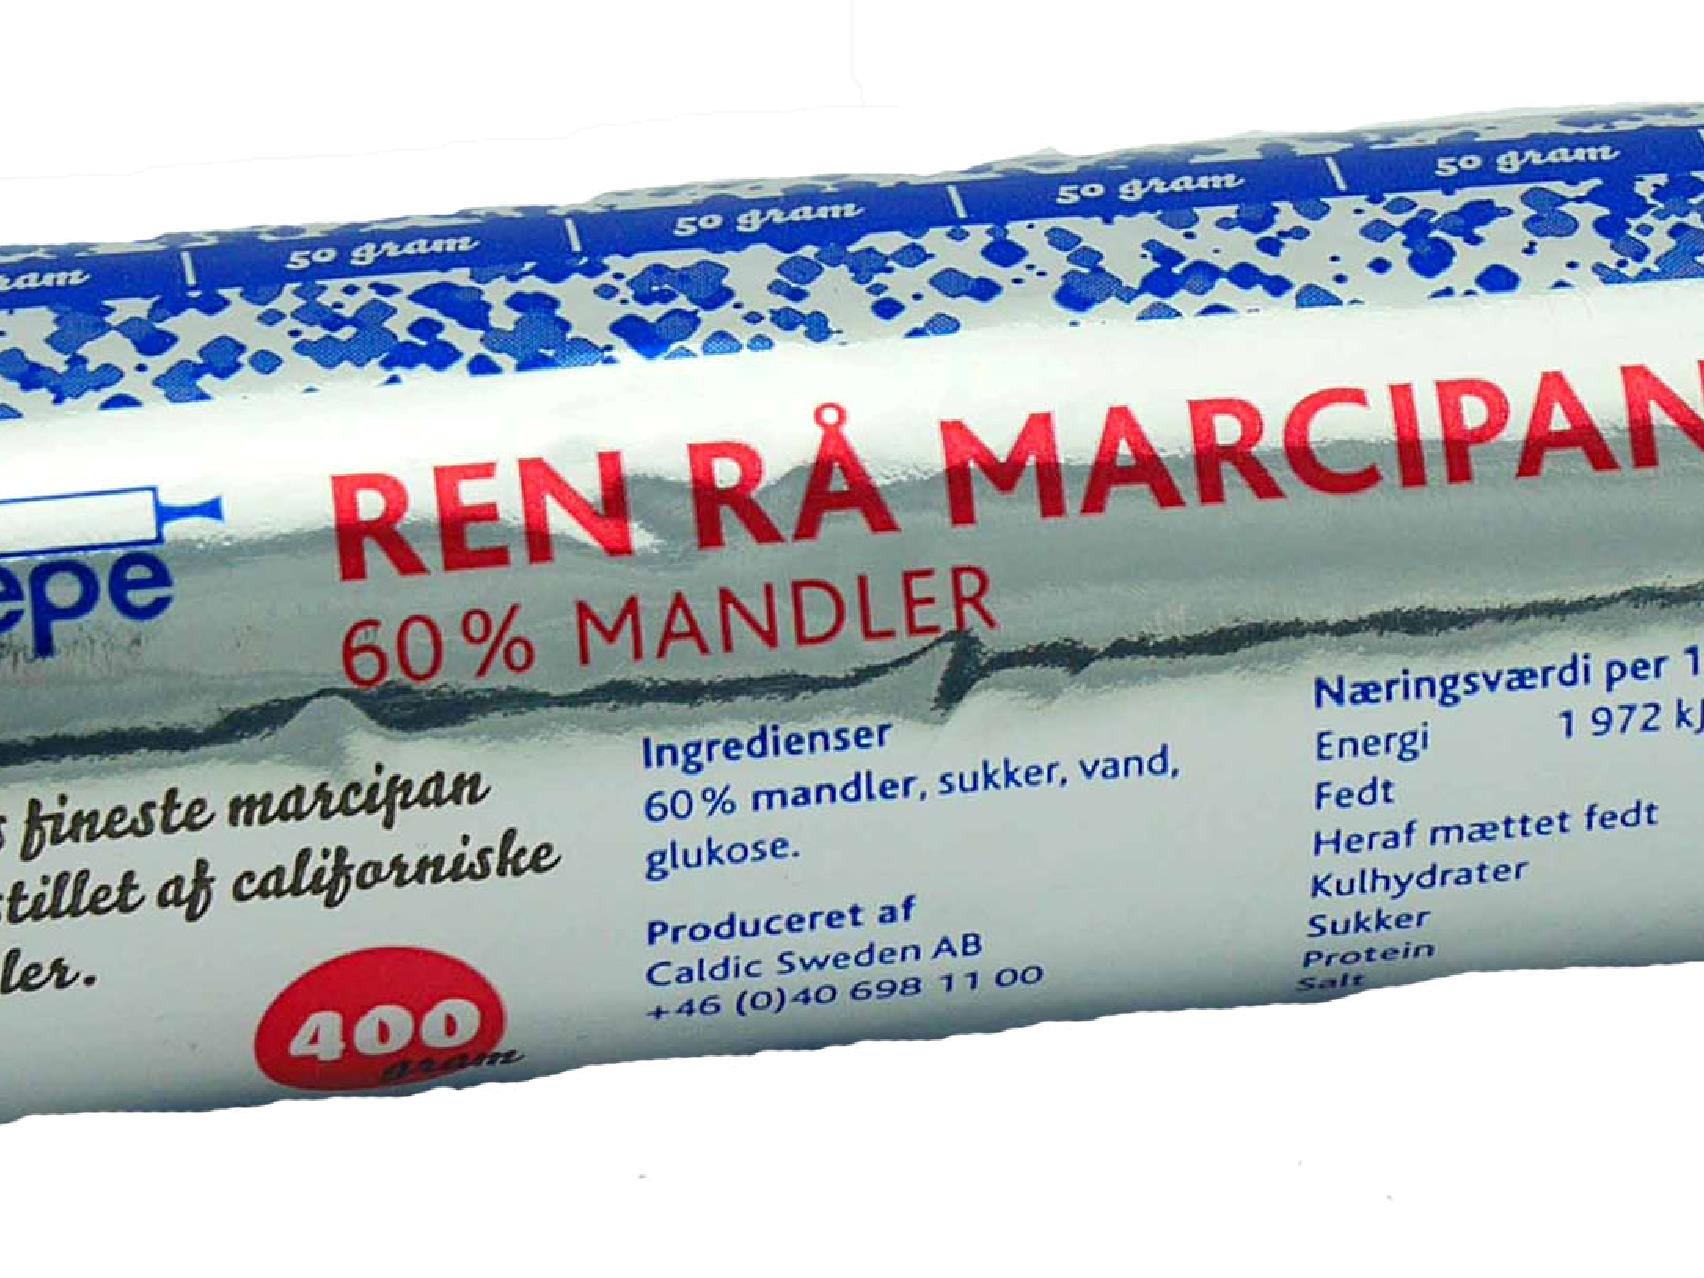 50 gram 50 gram 50 gram 50 gram
REN RÅ MARCIPAN
60% MANDLER
fineste marcipan
af californiske
400
gram
Ingredienser
60% mandler, sukker, vand,
glukose.
Produceret af
Caldic Sweden AB
+46 (0)40 698 11 00
Næringsværdi per
Energi 1 972 kJ
Fedt
Heraf mættet fedt
Kulhydrater
Sukker
Protein
Salt